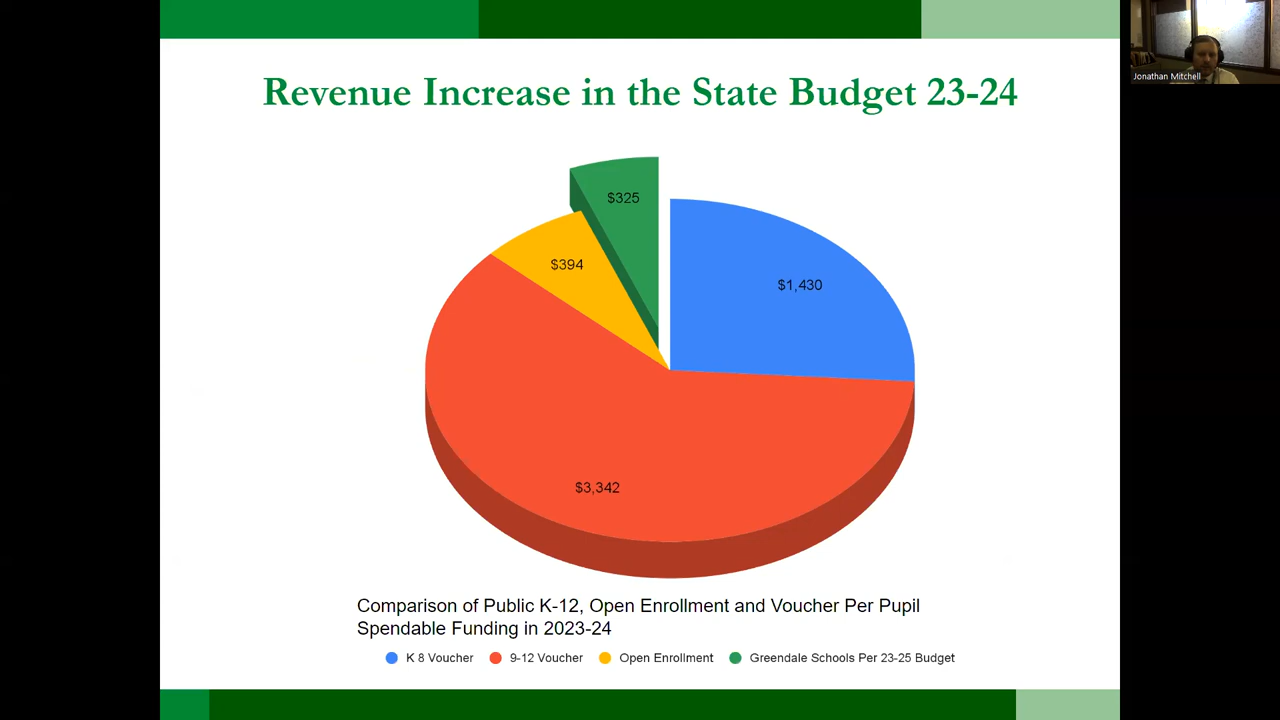 Revenue Increase in the State Budget 23-24
Jonathan Mitchell
$325
$394
$1,430
$3,342
Comparison of Public K-12, Open Enrollment and Voucher Per Pupil
Spendable Funding in 2023-24
K 8 Voucher 9-12 Voucher Open Enrollment Greendale Schools Per 23-25 Budget